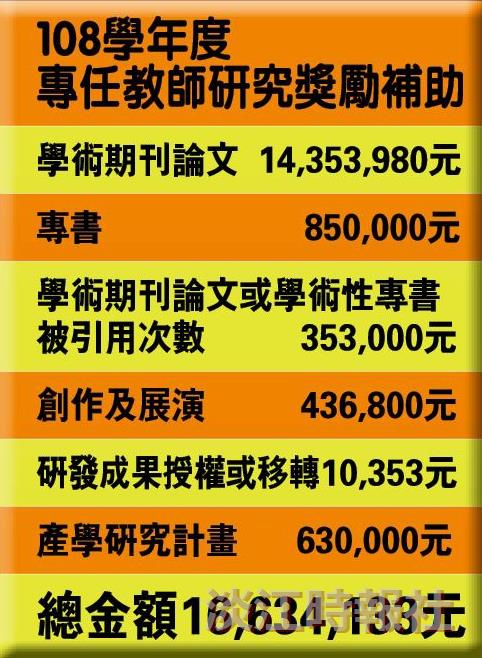 108學年度
專任教師研究獎勵補助
學術期刊論文 14,353,980元
專書 850,000元
學術期刊論文或學術性專書
被引用次數 353,000元
創作及展演 436,800元
研發成果授權或移轉10,353元
產學研究計畫 630,000元
總金額16,634,133元
淡江時報社